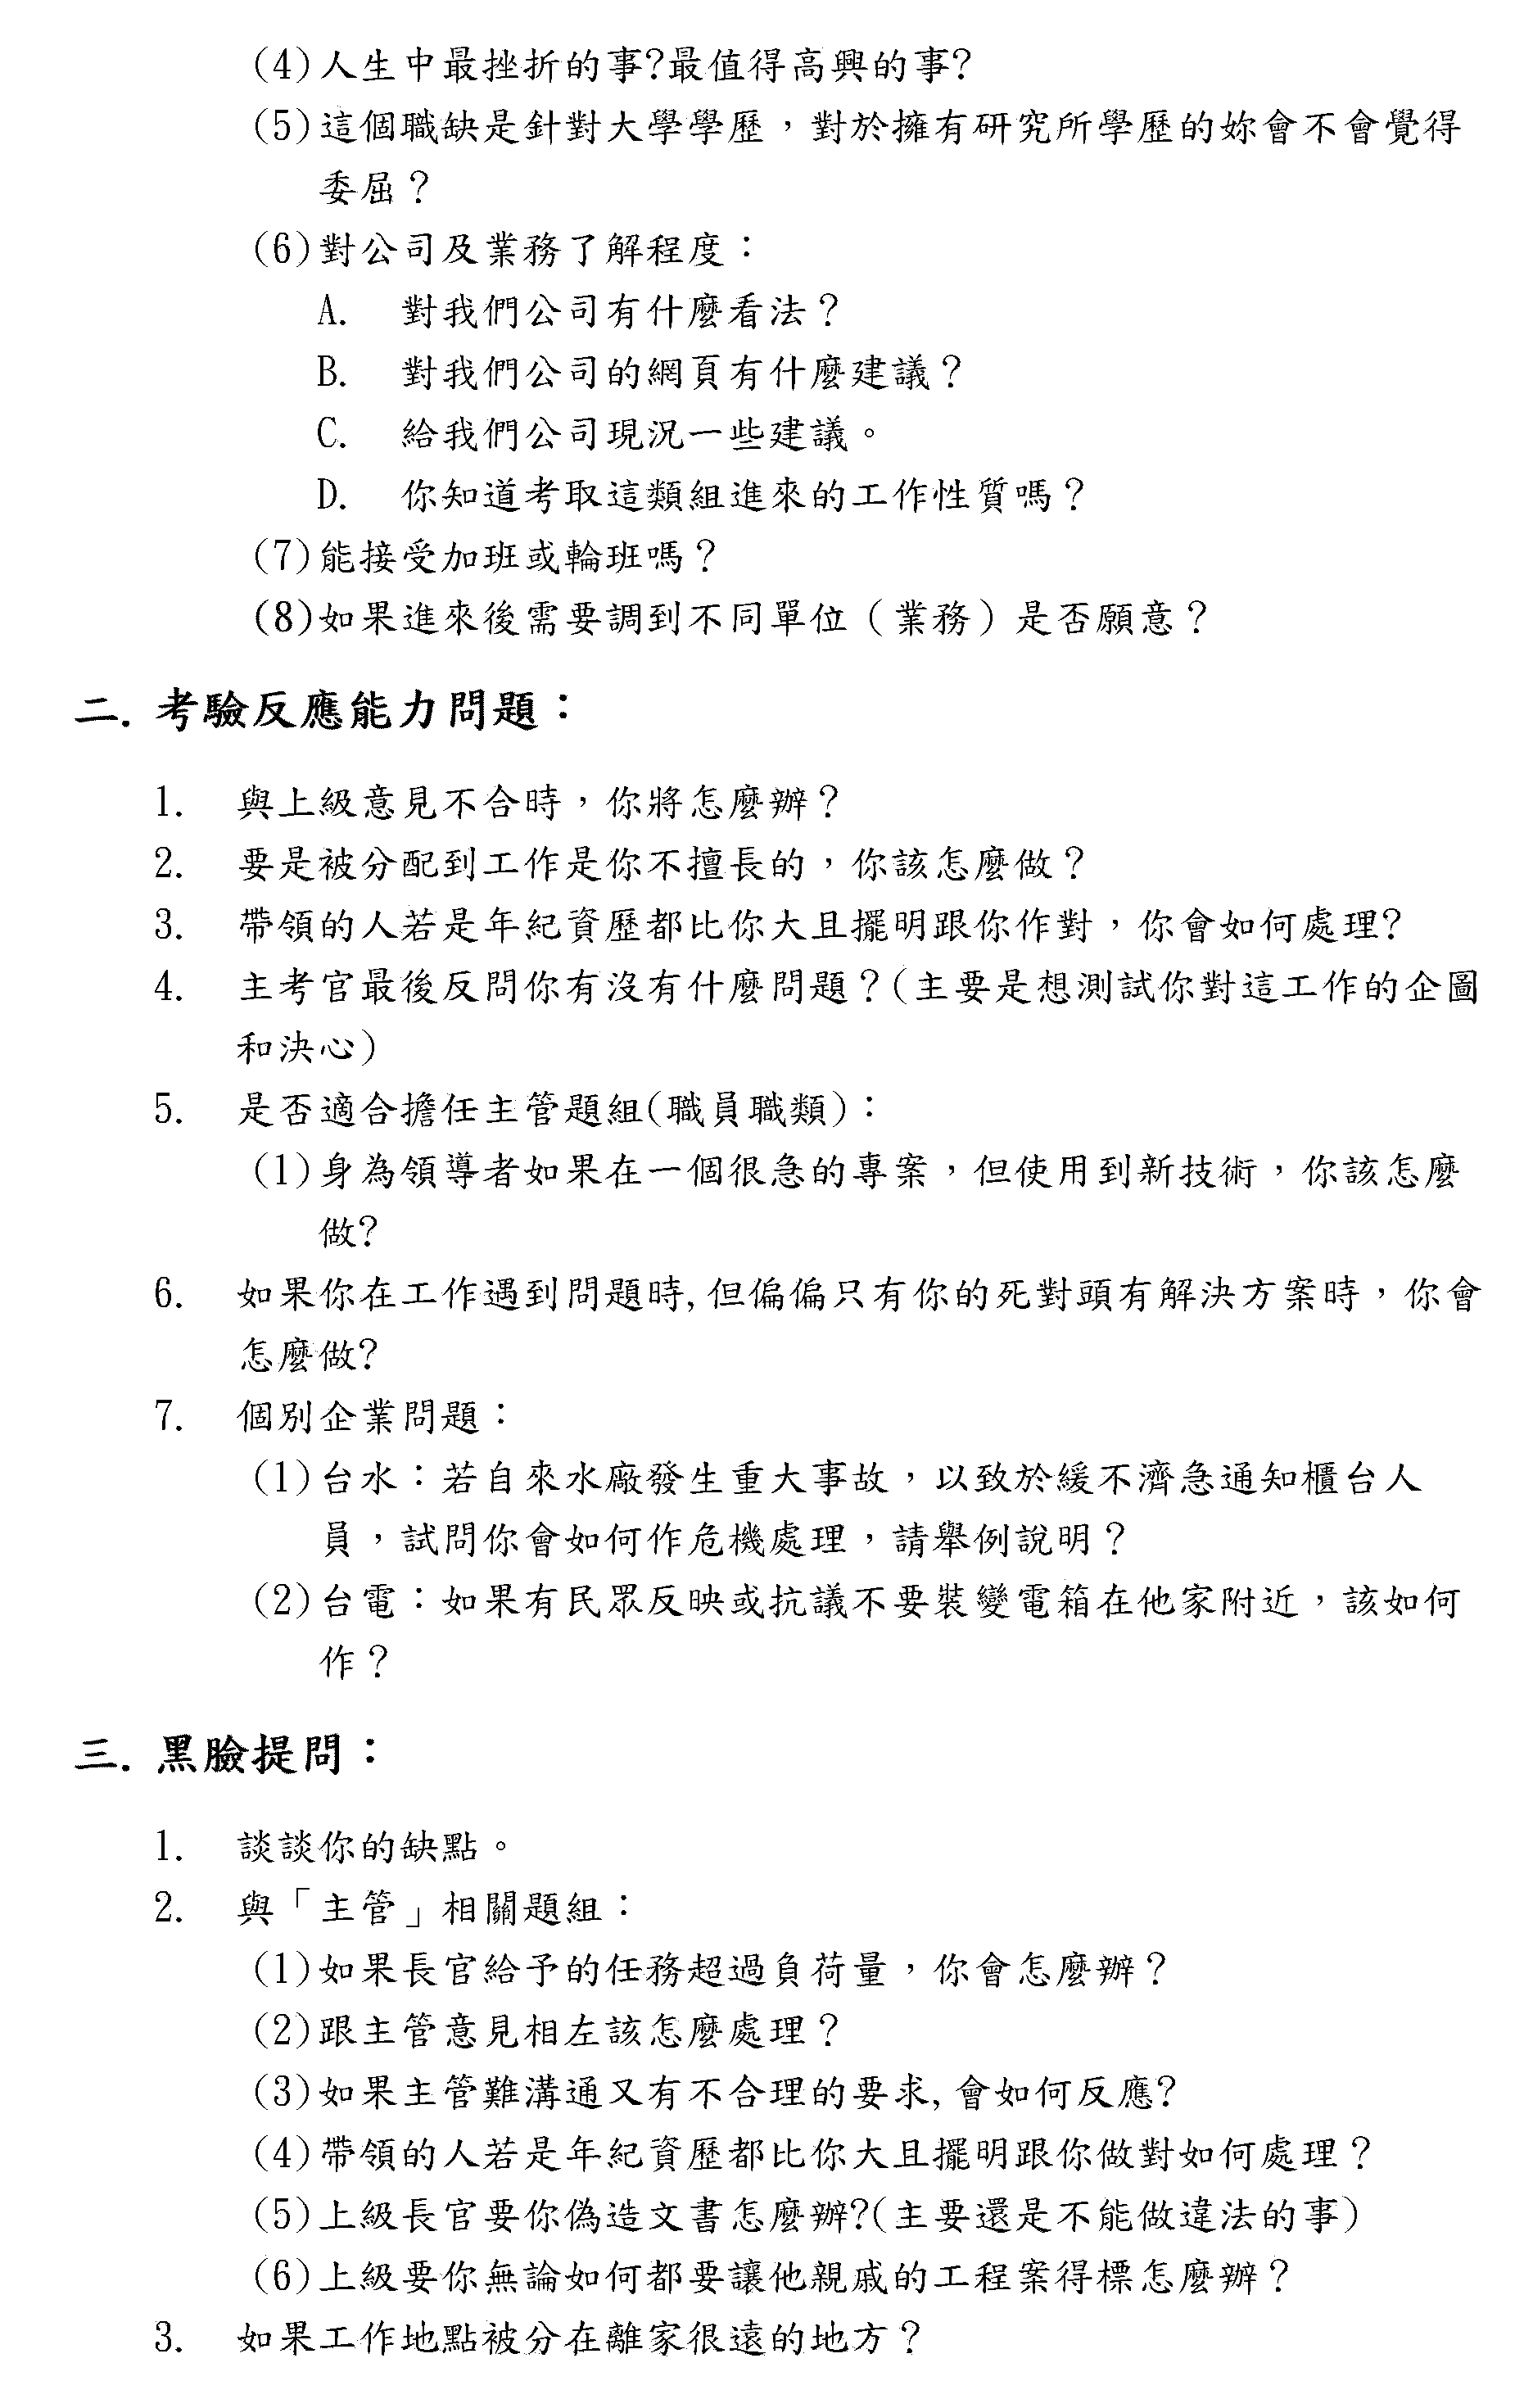 (4)人生中最挫折的事?最值得高興的事?
(5)這個職缺是針對大學學歷，對於擁有研究所學歷的妳會不會覺得
委屈？
(6)對公司及業務了解程度：
A. 對我們公司有什麼看法？
B. 對我們公司的網頁有什麼建議？
C. 給我們公司現況一些建議。
D. 你知道考取這類組進來的工作性質嗎？
(7)能接受加班或輪班嗎？
(8)如果進來後需要調到不同單位（業務）是否願意？
二. 考驗反應能力問題：
1. 與上級意見不合時，你將怎麼辦？
2. 要是被分配到工作是你不擅長的，你該怎麼做？
3. 帶領的人若是年紀資歷都比你大且擺明跟你作對，你會如何處理?
4. 主考官最後反問你有沒有什麼問題？(主要是想測試你對這工作的企圖
和決心)
5. 是否適合擔任主管題組(職員職類)：
(1)身為領導者如果在一個很急的專案，但使用到新技術，你該怎麼
做?
6. 如果你在工作遇到問題時,但偏偏只有你的死對頭有解決方案時，你會
怎麼做?
7. 個別企業問題：
(1)台水：若自來水廠發生重大事故，以致於緩不濟急通知櫃台人
員，試問你會如何作危機處理，請舉例說明？
(2)台電：如果有民眾反映或抗議不要裝變電箱在他家附近，該如何
作？
三. 黑臉提問：
1. 談談你的缺點。
2. 與「主管」相關題組：
(1)如果長官給予的任務超過負荷量，你會怎麼辦？
(2)跟主管意見相左該怎麼處理？
(3)如果主管難溝通又有不合理的要求,會如何反應?
(4)帶領的人若是年紀資歷都比你大且擺明跟你做對如何處理？
(5)上級長官要你偽造文書怎麼辦?(主要還是不能做違法的事)
(6)上級要你無論如何都要讓他親戚的工程案得標怎麼辦？
3. 如果工作地點被分在離家很遠的地方？